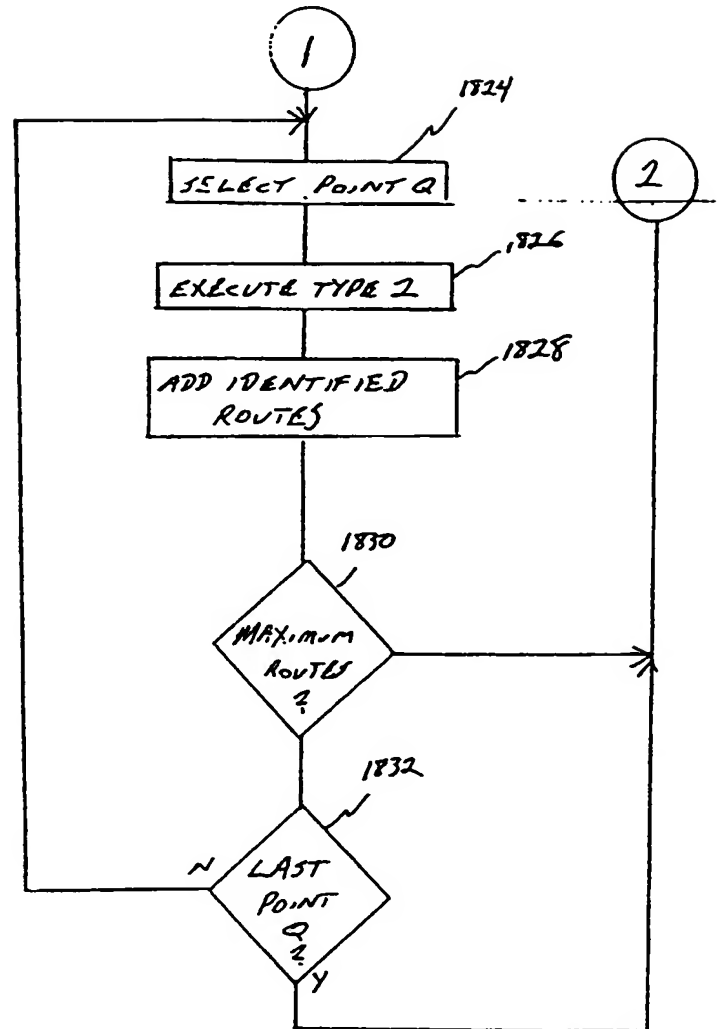 1
1824
SELECT POINT Q
2
1826
EXECUTE TYPE 2
1828
ADD IDENTIFIED
ROUTES
1830
MAXIMUM
ROUTES
?
1832
N
LAST
POINT
Q
?
Y